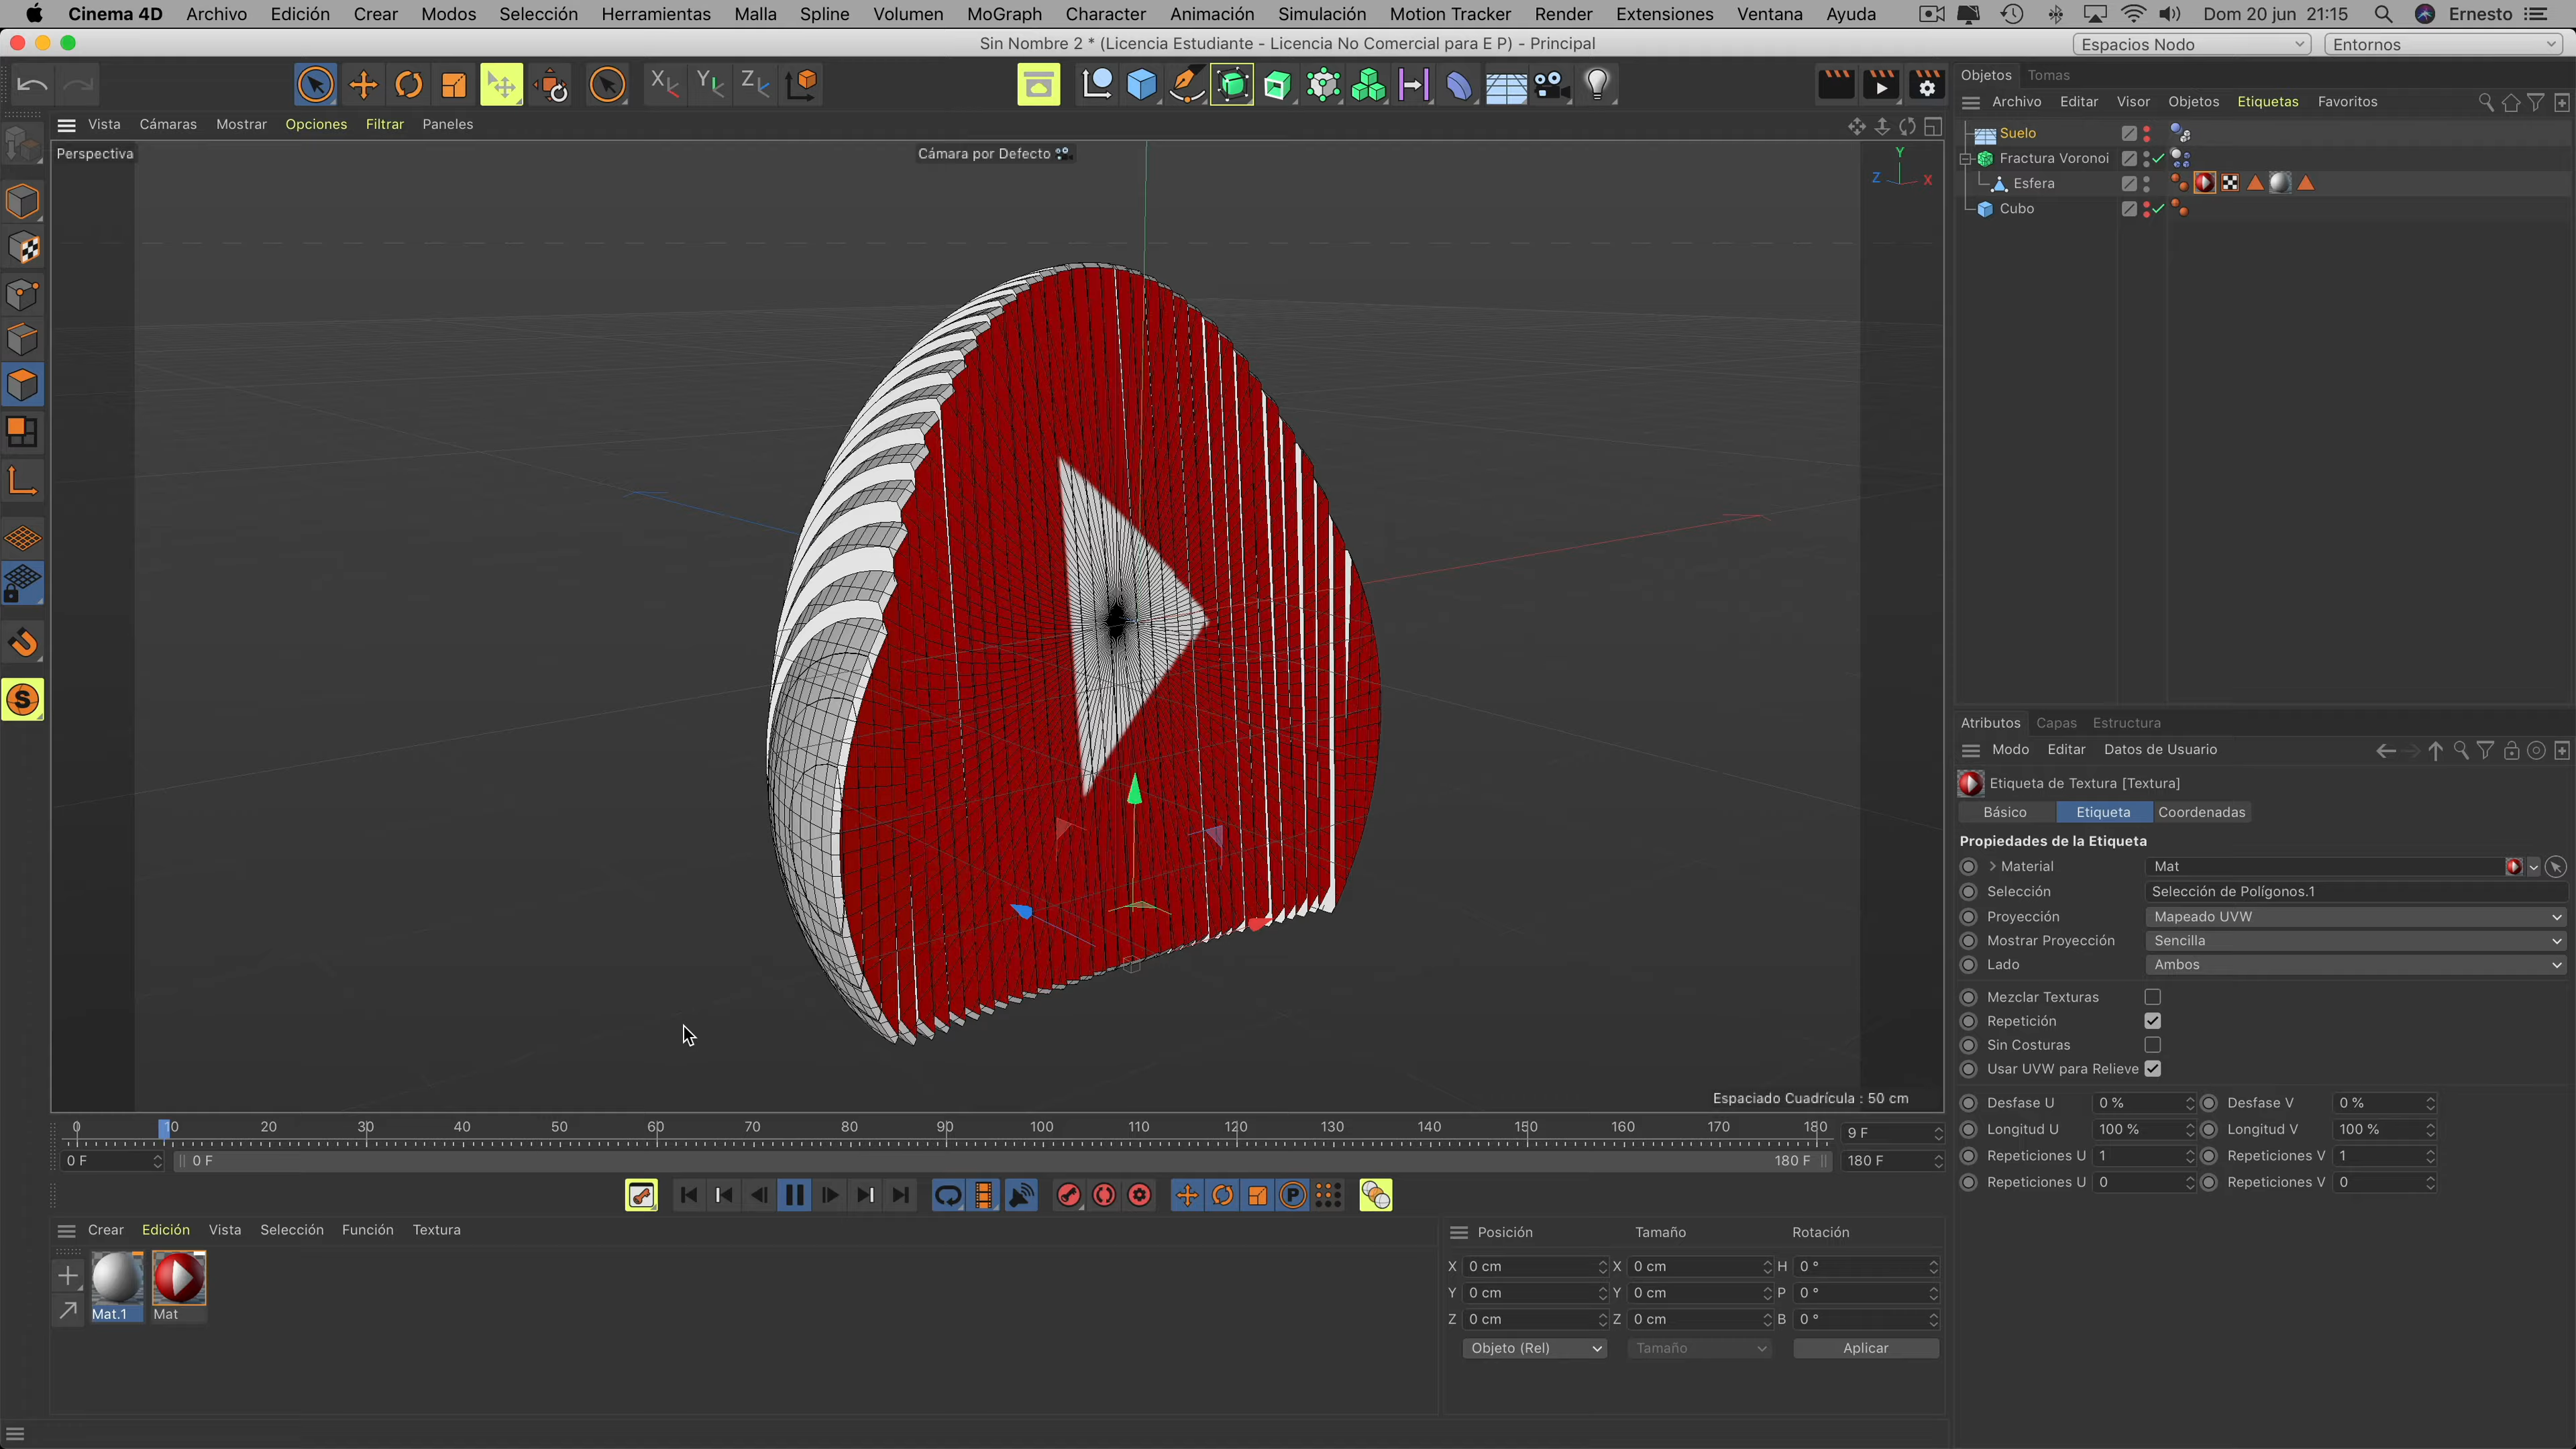 Cinema 4D Archivo Edición Crear Modos Selección Herramientas Malla Spline Volumen MoGraph Character Animación Simulación Motion Tracker Render Extensiones Ventana Ayuda Dom 20 jun 21:15 Ernesto
Sin Nombre 2 * (Licencia Estudiante - Licencia No Comercial para E P) - Principal
Espacios Nodo Entornos
X Y Z
Objetos Tomas
Archivo Editar Visor Objetos Etiquetas Favoritos
Vista Cámaras Mostrar Opciones Filtrar Paneles
Perspectiva
Cámara por Defecto
Y
Z X
Suelo
Fractura Voronoi
Esfera
Cubo
S
Espaciado Cuadrícula : 50 cm
Atributos Capas Estructura
Modo Editar Datos de Usuario
Etiqueta de Textura [Textura]
Básico Etiqueta Coordenadas
Propiedades de la Etiqueta
Material Mat
Selección Selección de Polígonos.1
Proyección Mapeado UVW
Mostrar Proyección Sencilla
Lado Ambos
Mezclar Texturas
Repetición
Sin Costuras
Usar UVW para Relieve
Desfase U 0 % Desfase V 0 %
Longitud U 100 % Longitud V 100 %
Repeticiones U 1 Repeticiones V 1
Repeticiones U 0 Repeticiones V 0
0 10 20 30 40 50 60 70 80 90 100 110 120 130 140 150 160 170 180 9 F
0 F 0 F 180 F 180 F
P
Crear Edición Vista Selección Función Textura
Mat.1 Mat
Posición Tamaño Rotación
X 0 cm X 0 cm H 0 °
Y 0 cm Y 0 cm P 0 °
Z 0 cm Z 0 cm B 0 °
Objeto (Rel) Tamaño Aplicar